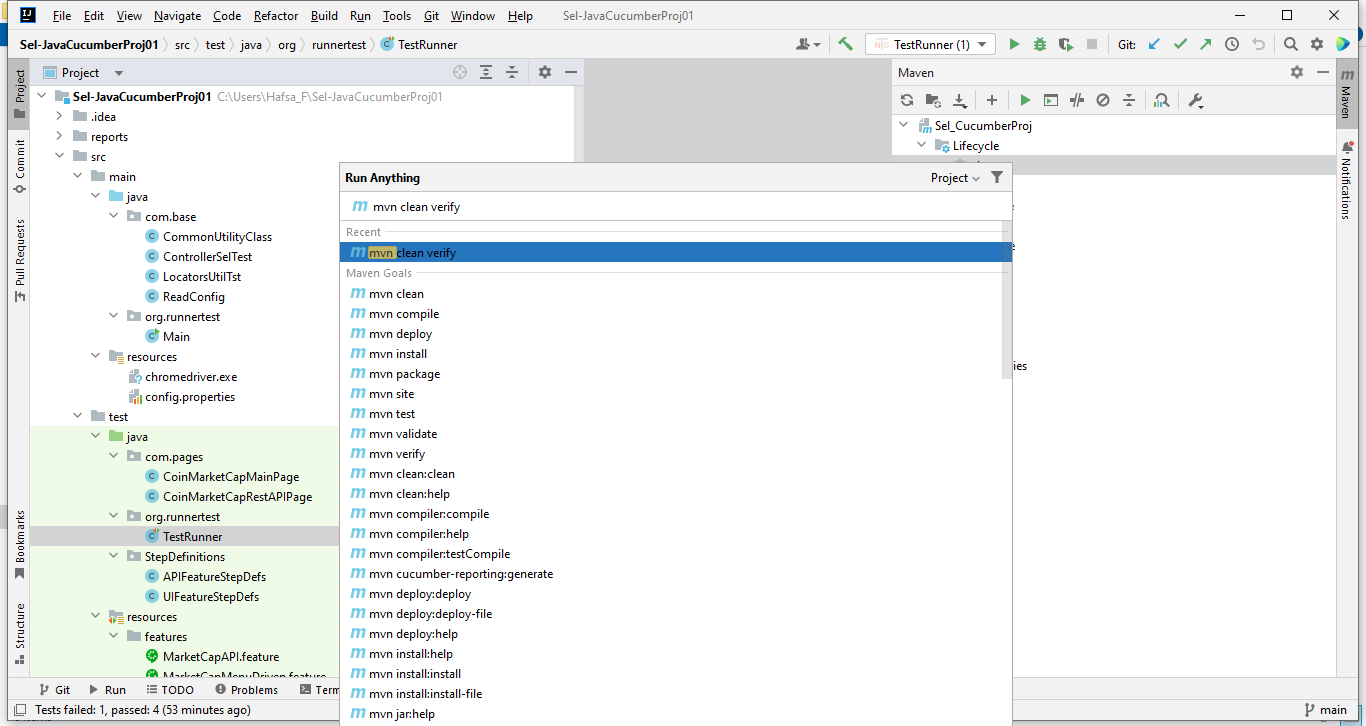 File Edit View Navigate Code Refactor Build Run Tools Git Window Help Sel-JavaCucumberProj01
Sel-JavaCucumberProj01 src test java org runnertest TestRunner TestRunner (1) Git:
Project
Project
Sel-JavaCucumberProj01 C:\Users\Hafsa_F\Sel-JavaCucumberProj01
.idea
reports
src
main
java
com.base
CommonUtilityClass
ControllerSelTest
LocatorsUtilTst
ReadConfig
org.runnertest
Main
resources
chromedriver.exe
config.properties
test
java
com.pages
CoinMarketCapMainPage
CoinMarketCapRestAPIPage
org.runnertest
TestRunner
StepDefinitions
APIFeatureStepDefs
UIFeatureStepDefs
resources
features
MarketCapAPI.feature
MarketCapMenuDriven.feature
Commit
Pull Requests
Bookmarks
Structure
Run Anything Project
mvn clean verify
Recent
mvn clean verify
Maven Goals
mvn clean
mvn compile
mvn deploy
mvn install
mvn package
mvn site
mvn test
mvn validate
mvn verify
mvn clean:clean
mvn clean:help
mvn compiler:compile
mvn compiler:help
mvn compiler:testCompile
mvn cucumber-reporting:generate
mvn deploy:deploy
mvn deploy:deploy-file
mvn deploy:help
mvn install:help
mvn install:install
mvn install:install-file
mvn jar:help
Maven
Sel_CucumberProj
Lifecycle
ies
Maven
Notifications
Git Run TODO Problems Term
Tests failed: 1, passed: 4 (53 minutes ago) main